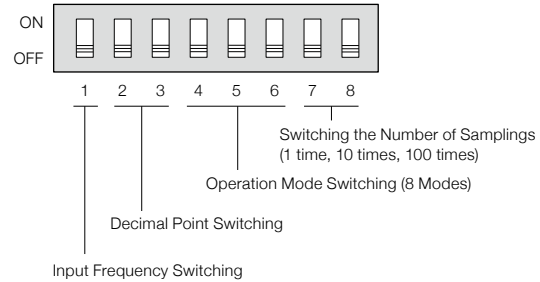 ON
OFF
1 2 3 4 5 6 7 8
Switching the Number of Samplings
(1 time, 10 times, 100 times)
Operation Mode Switching (8 Modes)
Decimal Point Switching
Input Frequency Switching